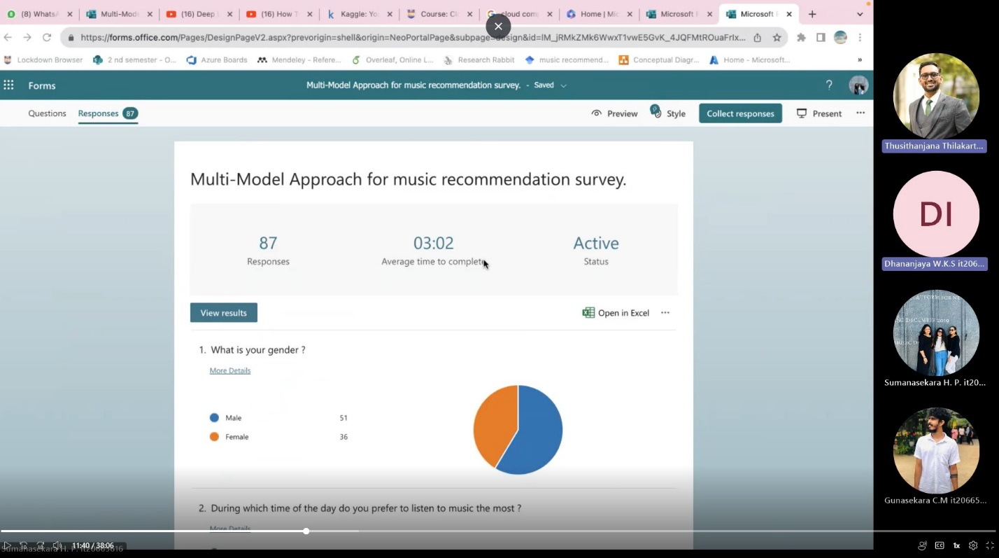 (8) Whats Multi-Mod (16) Deep (16) How T Kaggle: Yo Course: Cl cloud com Home | Mic Microsoft Microsoft
https://forms.office.com/Pages/DesignPageV2.aspx?prevorigin=shell&origin=NeoPortalPage&subpage=design&id=
Lockdown Browser 2 nd semester - O... Azure Boards Mendeley - Refere... Overleaf, Online L... Research Rabbit music recommend... Conceptual Diagr... Home - Microsoft... »
Forms Multi-Model Approach for music recommendation survey. - Saved ?
Questions Responses 87 Preview Style Collect responses Present ...
Multi-Model Approach for music recommendation survey.
87 03:02 Active
Responses Average time to complete Status
View results Open in Excel ...
1. What is your gender ?
More Details
Male 51
Female 36
2. During which time of the day do you prefer to listen to music the most ?
More Details
11:40 / 38:06
1x
Thusithanjana Thilakart...
DI
Dhananjaya W.K.S it206...
Sumanasekara H. P. it20...
Gunasekara C.M it20665...